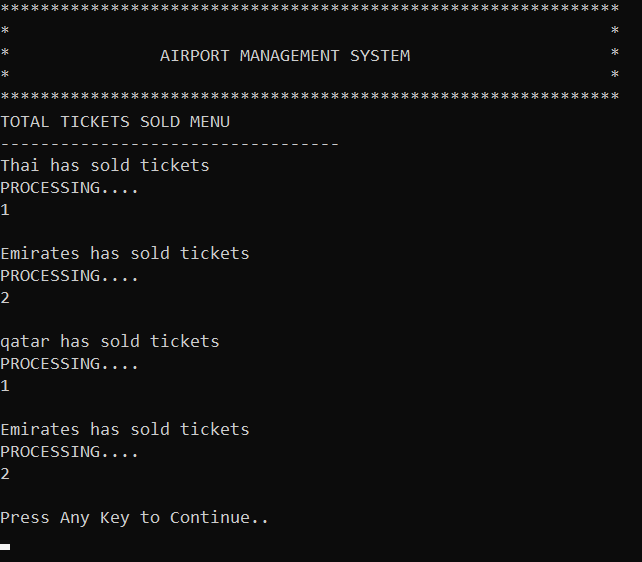 **************************************************************
*                                                            *
*               AIRPORT MANAGEMENT SYSTEM                    *
*                                                            *
**************************************************************
TOTAL TICKETS SOLD MENU
----------------------------------
Thai has sold tickets
PROCESSING....
1
Emirates has sold tickets
PROCESSING....
2
qatar has sold tickets
PROCESSING....
1
Emirates has sold tickets
PROCESSING....
2
Press Any Key to Continue..